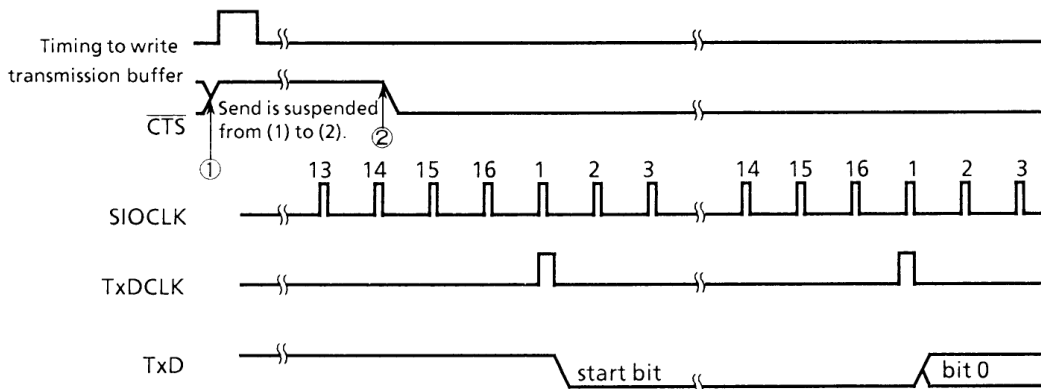 Timing to write
transmission buffer
CTS
Send is suspended
from (1) to (2).
①
②
13 14 15 16 1 2 3 14 15 16 1 2 3
SIOCLK
TxDCLK
TxD
start bit
bit 0